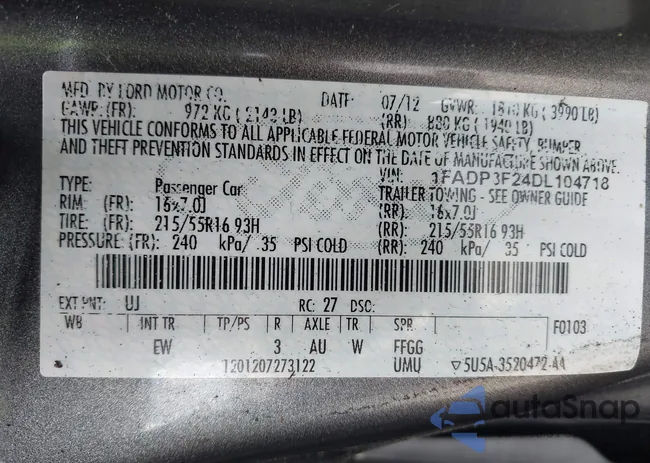 MFD. BY FORD MOTOR CO. DATE: 07/12 GVWR: 1810 KG ( 3990 LB)
GAWR: (FR): 972 KG ( 2143 LB) (RR): 880 KG ( 1940 LB)
THIS VEHICLE CONFORMS TO ALL APPLICABLE FEDERAL MOTOR VEHICLE SAFETY, BUMPER
AND THEFT PREVENTION STANDARDS IN EFFECT ON THE DATE OF MANUFACTURE SHOWN ABOVE.
VIN: 1FADP3F24DL104718
TYPE: Passenger Car TRAILER TOWING - SEE OWNER GUIDE
RIM (FR): 16x7.0J (RR): 16x7.0J
TIRE: (FR): 215/55R16 93H (RR): 215/55R16 93H
PRESSURE: (FR): 240 kPa/ 35 PSI COLD (RR): 240 kPa/ 35 PSI COLD
EXT PNT: UJ RC: 27 DSO: F0103
WB INT TR TP/PS R AXLE TR SPR
EW 3 AU W FFGG
1201207273122 UMU ▽5U5A-3520472-AA
autoSnap